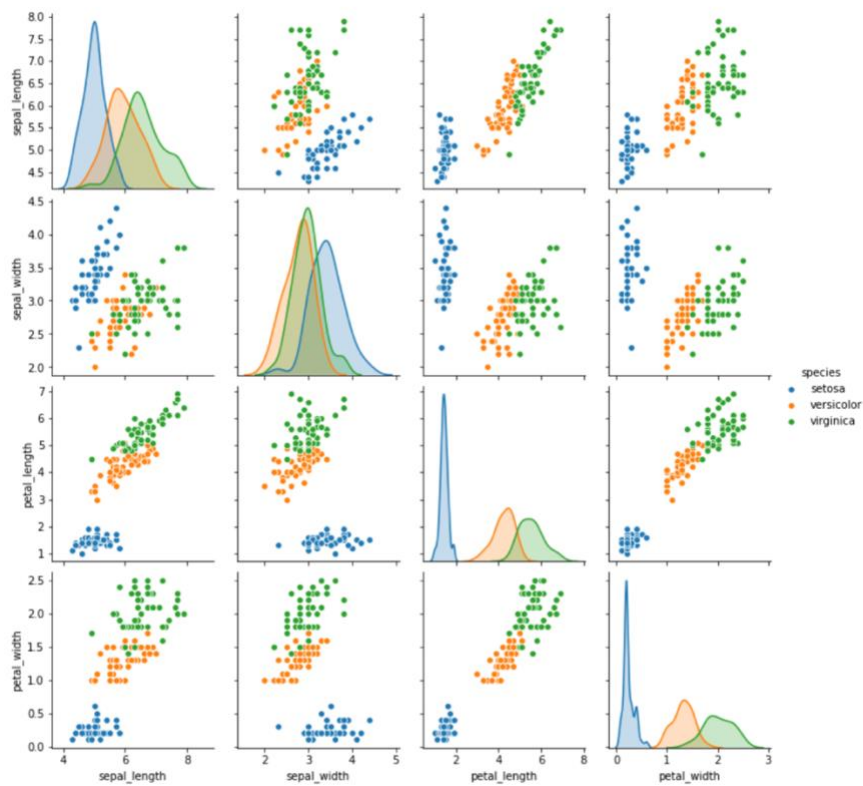 8.0
7.5
7.0
6.5
6.0
5.5
5.0
4.5
sepal_length
4.5
4.0
3.5
3.0
2.5
2.0
sepal_width
species
setosa
versicolor
virginica
7
6
5
4
3
2
1
petal_length
2.5
2.0
1.5
1.0
0.5
0.0
petal_width
4 6 8
2 3 4 5
2 4 6 8
0 1 2 3
sepal_length
sepal_width
petal_length
petal_width